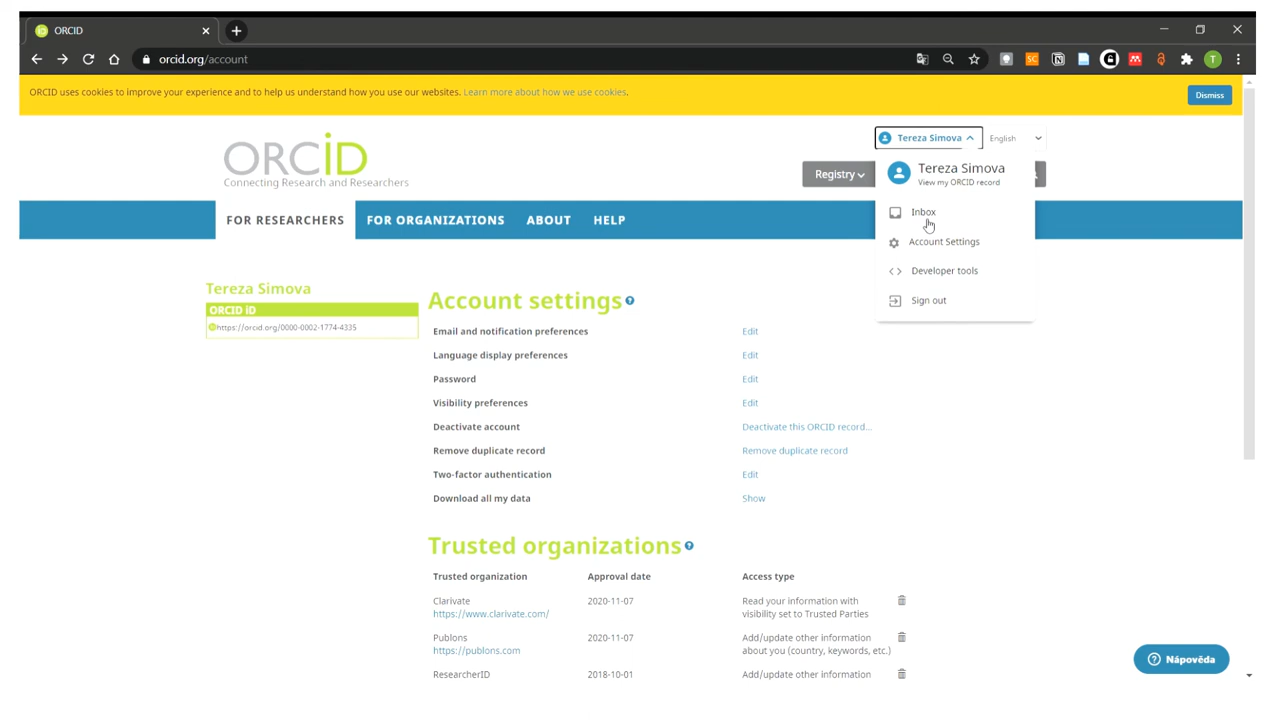 ORCID
orcid.org/account
SC
T
ORCID uses cookies to improve your experience and to help us understand how you use our websites. Learn more about how we use cookies.
Dismiss
Tereza Simova
English
ORCID
Connecting Research and Researchers
Registry
Tereza Simova
View my ORCID record
FOR RESEARCHERS
FOR ORGANIZATIONS
ABOUT
HELP
Inbox
Account Settings
Developer tools
Sign out
Tereza Simova
ORCID iD
https://orcid.org/0000-0002-1774-4335
Account settings
Email and notification preferences Edit
Language display preferences Edit
Password Edit
Visibility preferences Edit
Deactivate account Deactivate this ORCID record...
Remove duplicate record Remove duplicate record
Two-factor authentication Edit
Download all my data Show
Trusted organizations
Trusted organization Approval date Access type
Clarivate 2020-11-07 Read your information with
https://www.clarivate.com/ visibility set to Trusted Parties
Publons 2020-11-07 Add/update other information
https://publons.com about you (country, keywords, etc.)
ResearcherID 2018-10-01 Add/update other information
Nápověda